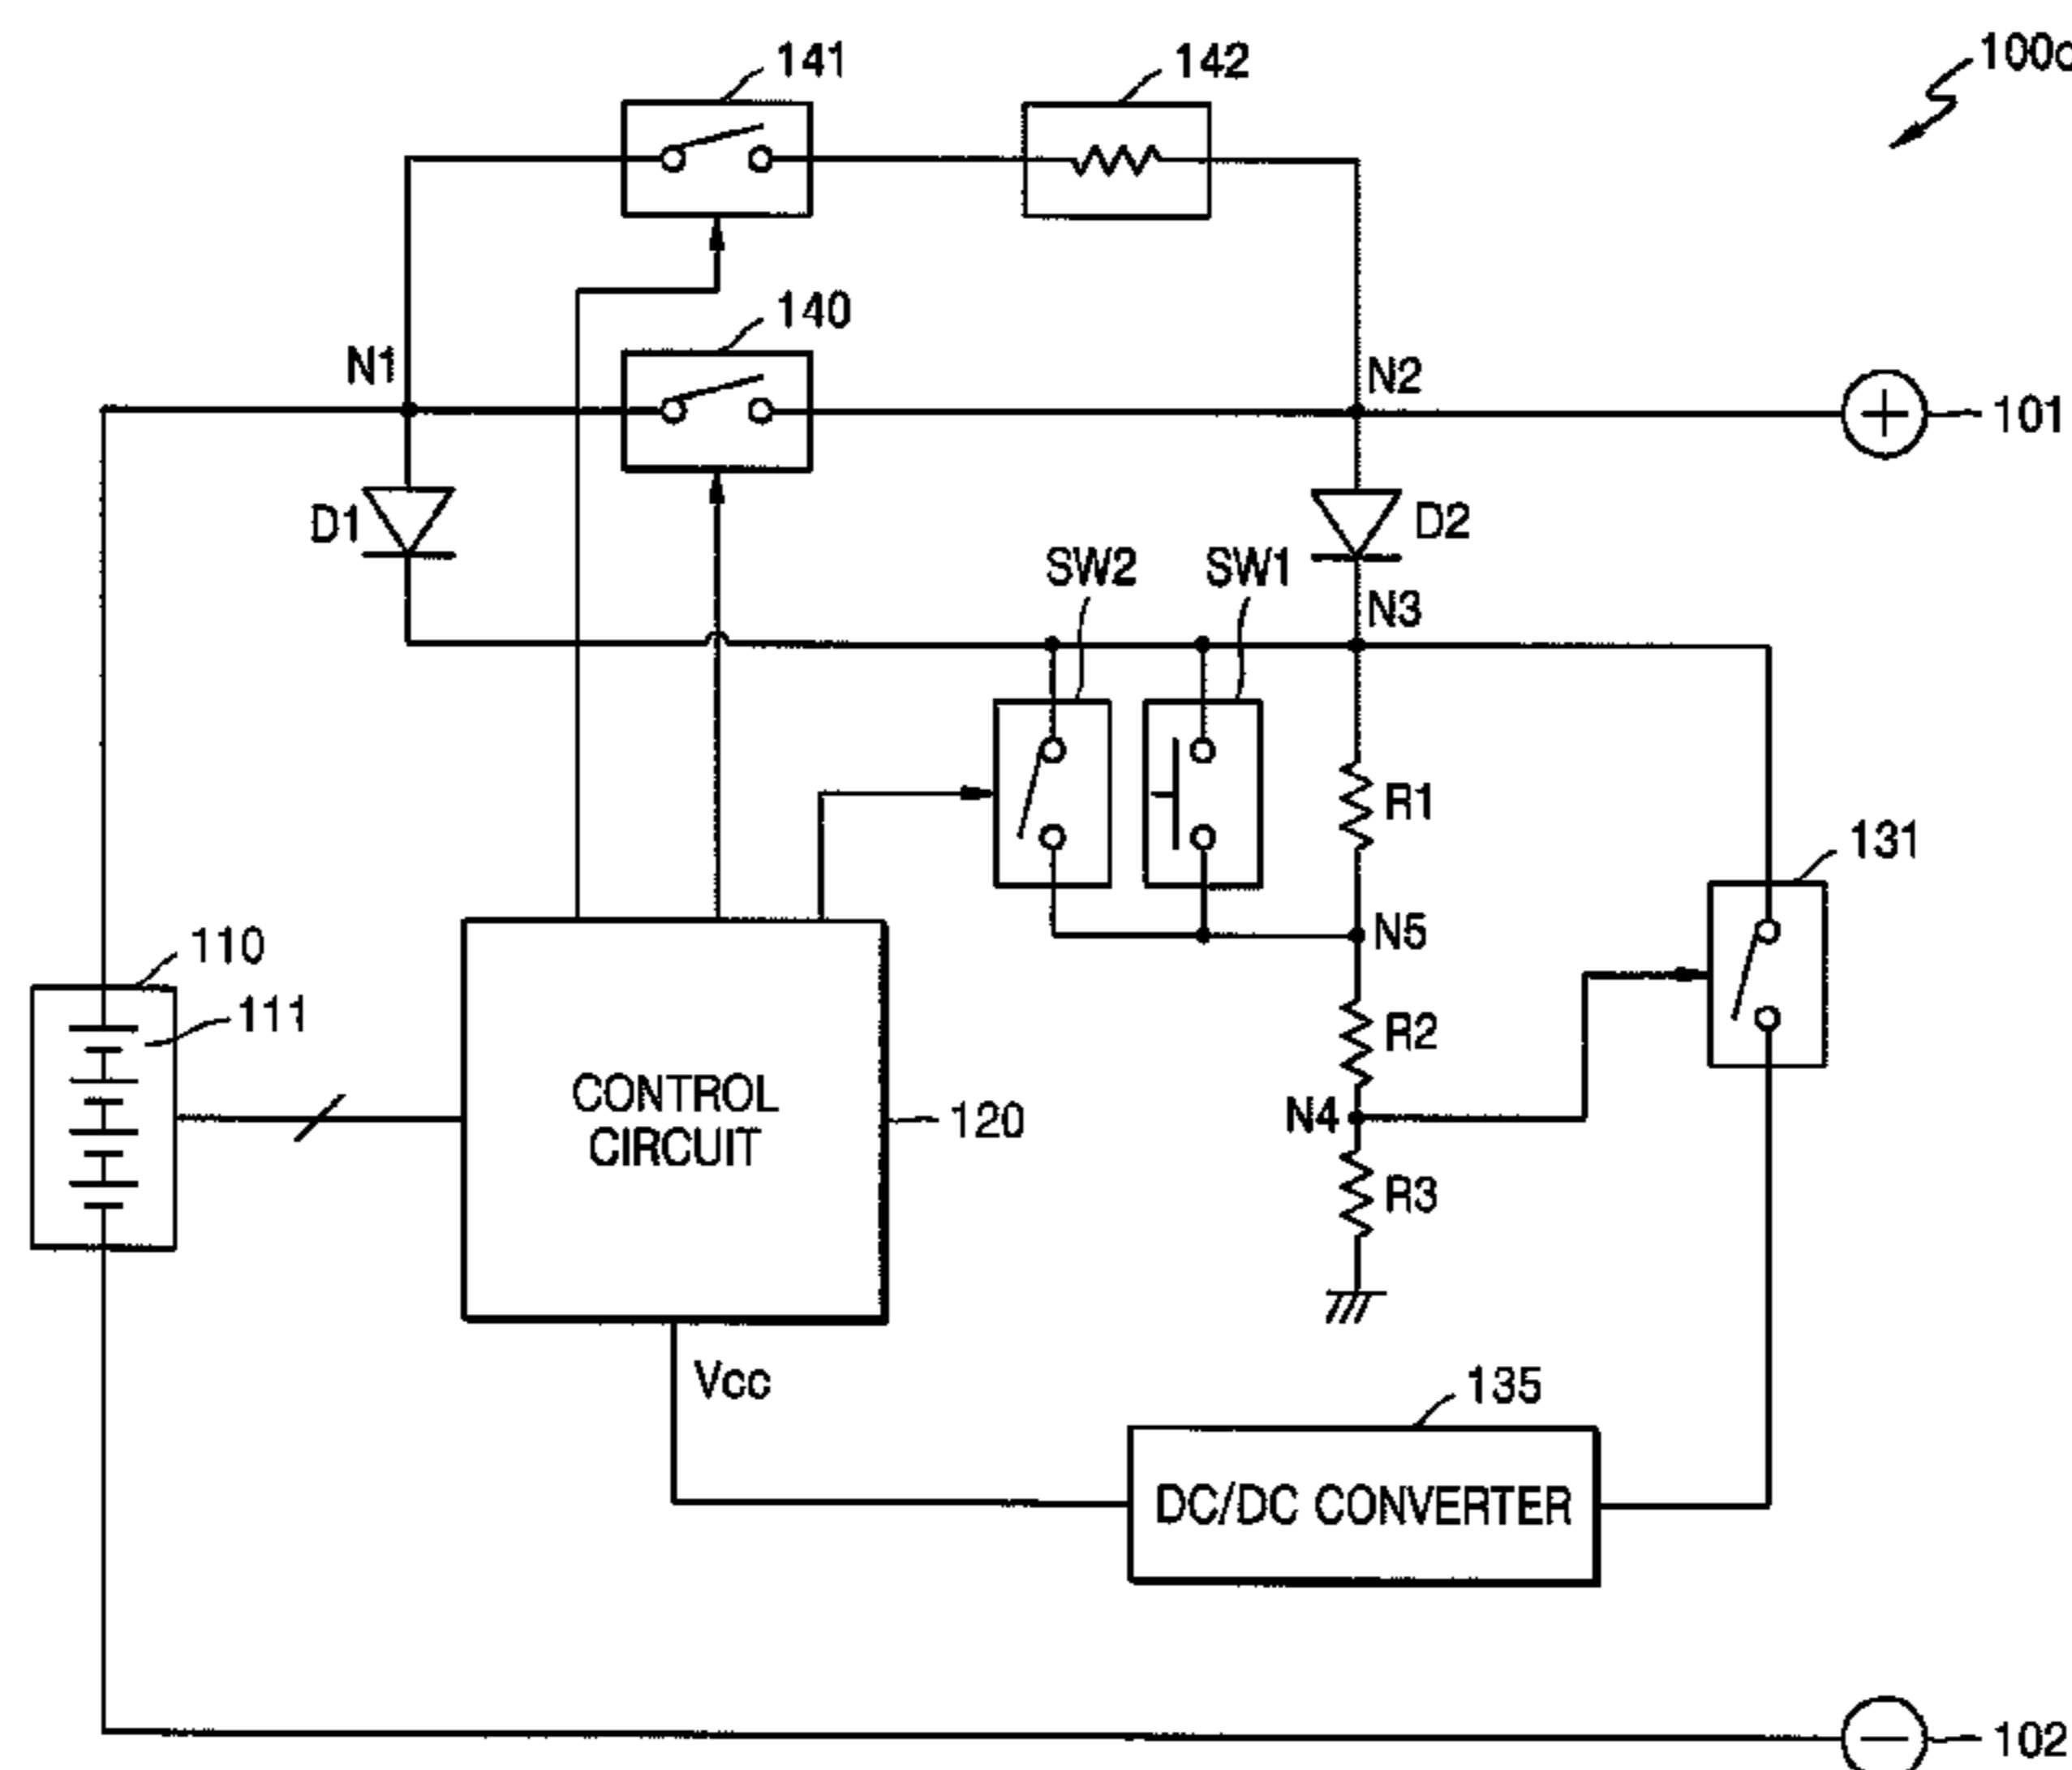 141
142
100d
140
N1
N2
101
D1
D2
SW2
SW1
N3
R1
131
N5
110
111
R2
CONTROL
CIRCUIT
120
N4
R3
Vcc
135
DC/DC CONVERTER
102